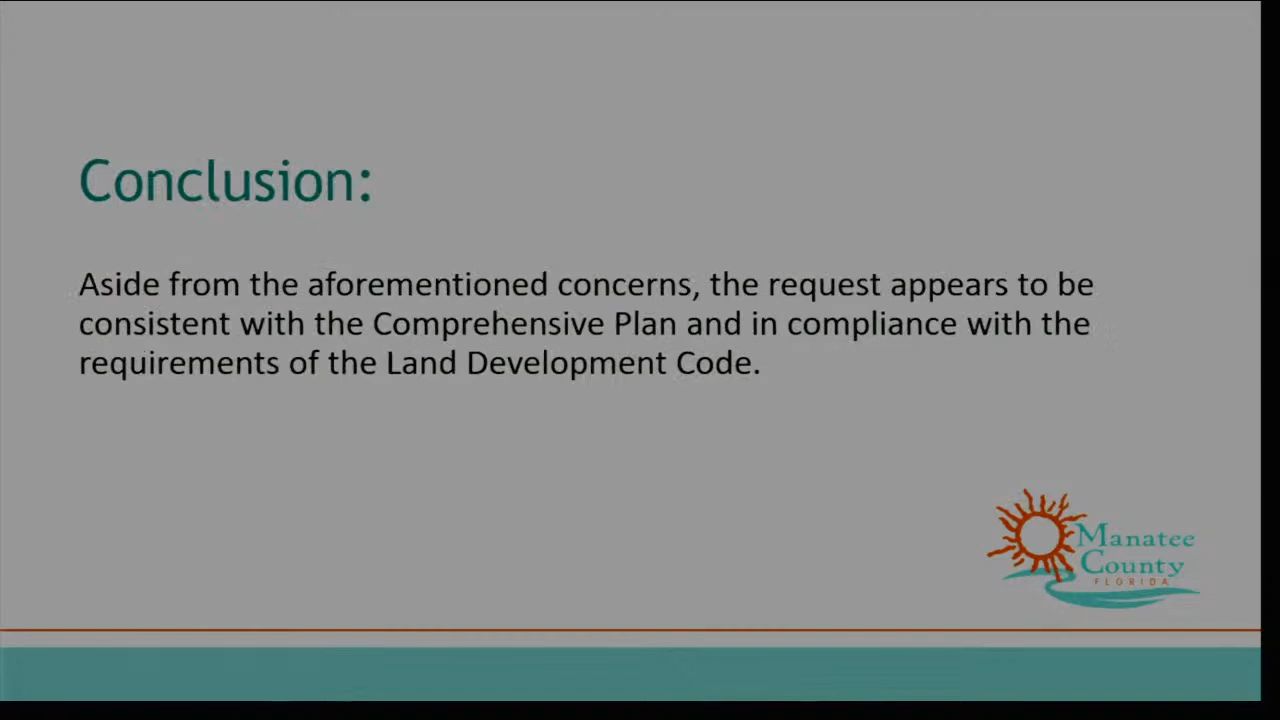 Conclusion:
Aside from the aforementioned concerns, the request appears to be
consistent with the Comprehensive Plan and in compliance with the
requirements of the Land Development Code.
Manatee
County
FLORIDA